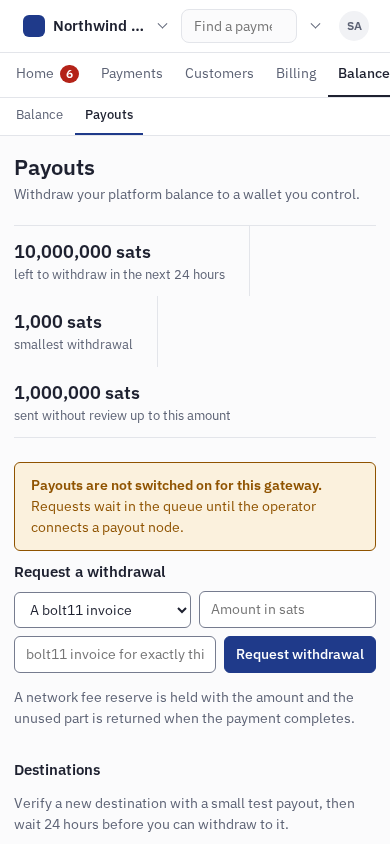 Northwind ...
Find a payme
SA
Home 6 Payments Customers Billing Balance
Balance Payouts
Payouts
Withdraw your platform balance to a wallet you control.
10,000,000 sats
left to withdraw in the next 24 hours
1,000 sats
smallest withdrawal
1,000,000 sats
sent without review up to this amount
Payouts are not switched on for this gateway.
Requests wait in the queue until the operator
connects a payout node.
Request a withdrawal
A bolt11 invoice
Amount in sats
bolt11 invoice for exactly thi
Request withdrawal
A network fee reserve is held with the amount and the
unused part is returned when the payment completes.
Destinations
Verify a new destination with a small test payout, then
wait 24 hours before you can withdraw to it.